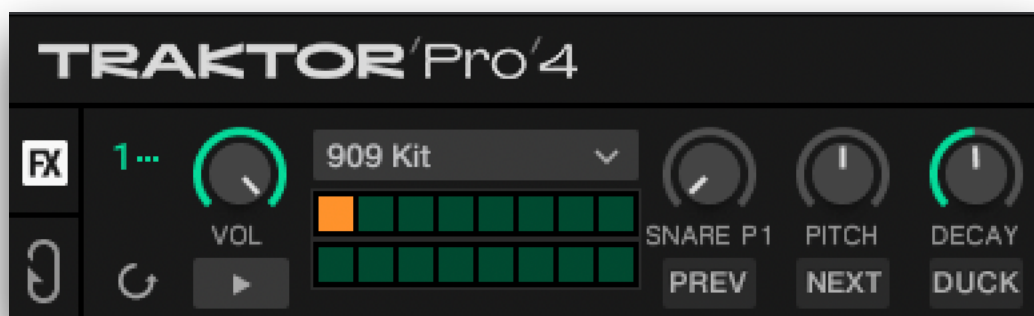 TRAKTOR'Pro'4
FX
1...
909 Kit
VOL
SNARE P1
PITCH
DECAY
PREV
NEXT
DUCK